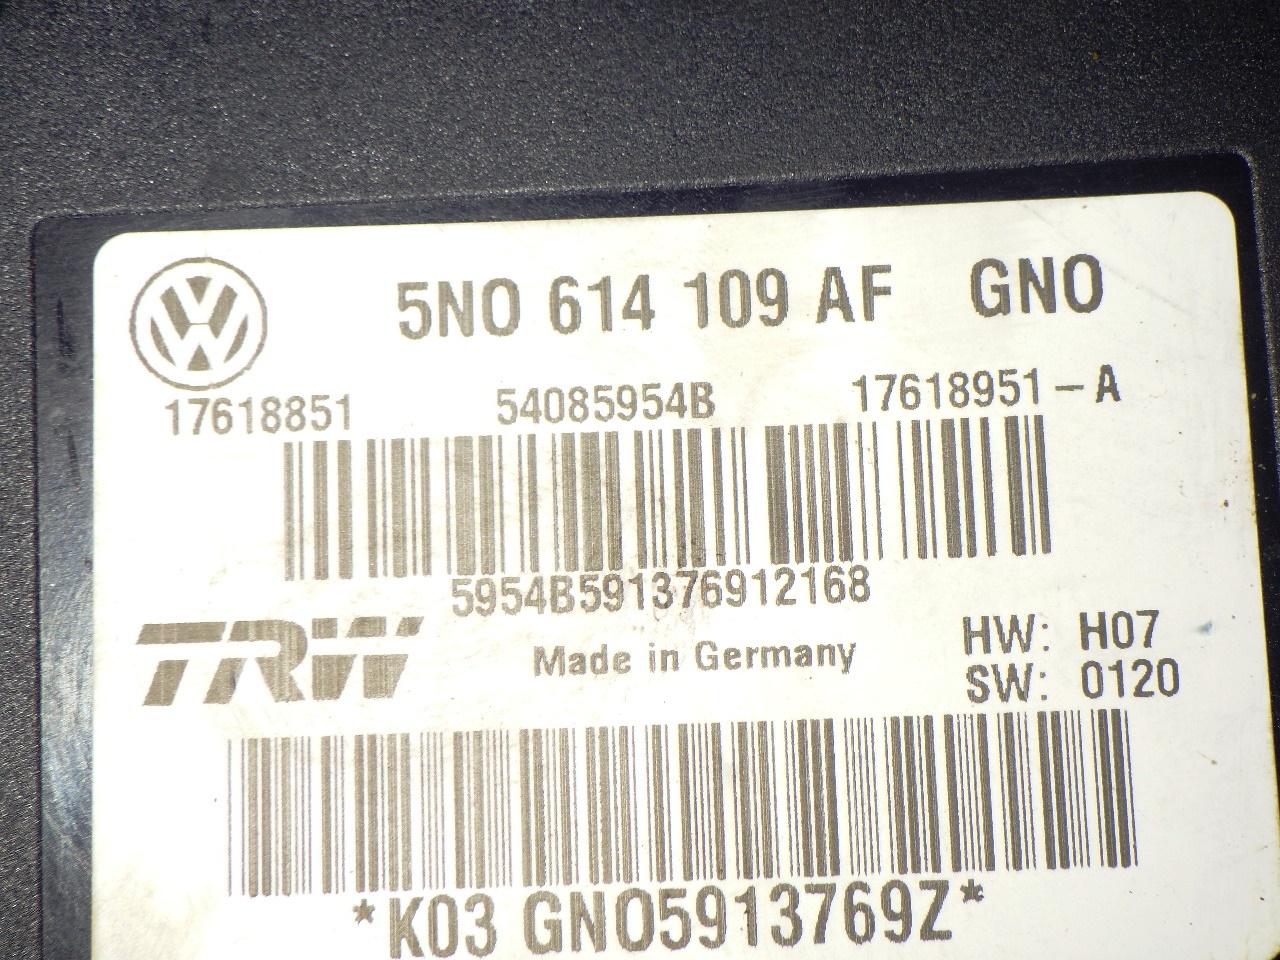 5N0 614 109 AF GNO
17618851 54085954B 17618951-A
5954B591376912168
TRW Made in Germany HW: H07
SW: 0120
*K03 GNO5913769Z*